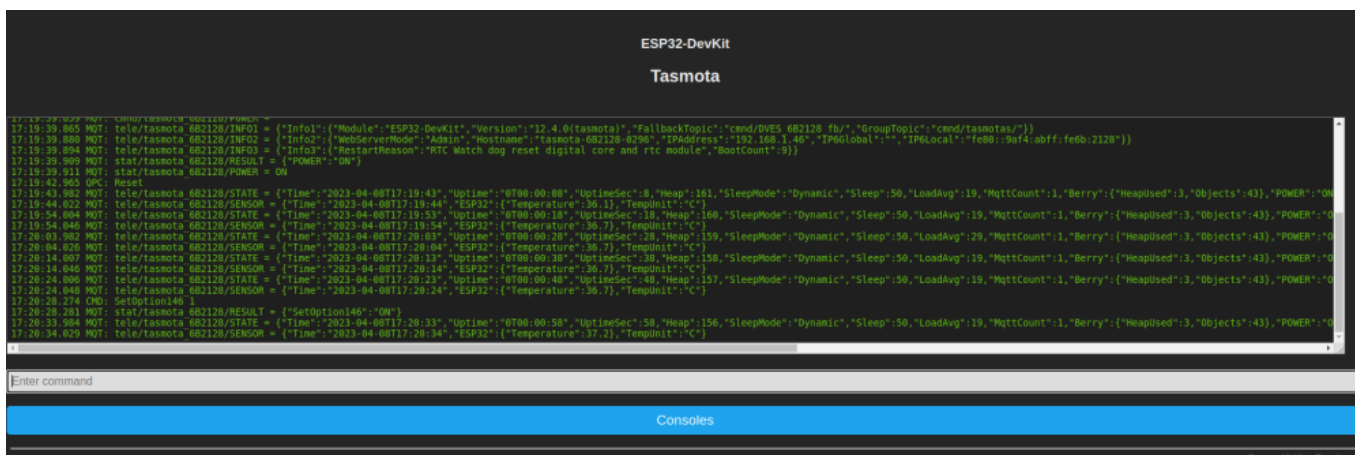 ESP32-DevKit
Tasmota
17:19:39.859 MQT: cmnd/tasmota_6B2128/POWER =
17:19:39.865 MQT: tele/tasmota_6B2128/INFO1 = {"Info1":{"Module":"ESP32-DevKit","Version":"12.4.0(tasmota)","FallbackTopic":"cmnd/DVES_6B2128_fb/","GroupTopic":"cmnd/tasmotas/"}}
17:19:39.880 MQT: tele/tasmota_6B2128/INFO2 = {"Info2":{"WebServerMode":"Admin","Hostname":"tasmota-6B2128-8296","IPAddress":"192.168.1.46","IP6Global":"","IP6Local":"fe80::9af4:abff:fe6b:2128"}}
17:19:39.894 MQT: tele/tasmota_6B2128/INFO3 = {"Info3":{"RestartReason":"RTC Watch dog reset digital core and rtc module","BootCount":9}}
17:19:39.909 MQT: stat/tasmota_6B2128/RESULT = {"POWER":"ON"}
17:19:39.911 MQT: stat/tasmota_6B2128/POWER = ON
17:19:42.965 QPC: Reset
17:19:43.982 MQT: tele/tasmota_6B2128/STATE = {"Time":"2023-04-08T17:19:43","Uptime":"0T00:00:08","UptimeSec":8,"Heap":161,"SleepMode":"Dynamic","Sleep":50,"LoadAvg":19,"MqttCount":1,"Berry":{"HeapUsed":3,"Objects":43},"POWER":"ON
17:19:44.022 MQT: tele/tasmota_6B2128/SENSOR = {"Time":"2023-04-08T17:19:44","ESP32":{"Temperature":36.1},"TempUnit":"C"}
17:19:54.004 MQT: tele/tasmota_6B2128/STATE = {"Time":"2023-04-08T17:19:53","Uptime":"0T00:00:18","UptimeSec":18,"Heap":160,"SleepMode":"Dynamic","Sleep":50,"LoadAvg":19,"MqttCount":1,"Berry":{"HeapUsed":3,"Objects":43},"POWER":"O
17:19:54.046 MQT: tele/tasmota_6B2128/SENSOR = {"Time":"2023-04-08T17:19:54","ESP32":{"Temperature":36.7},"TempUnit":"C"}
17:20:03.982 MQT: tele/tasmota_6B2128/STATE = {"Time":"2023-04-08T17:20:03","Uptime":"0T00:00:28","UptimeSec":28,"Heap":159,"SleepMode":"Dynamic","Sleep":50,"LoadAvg":29,"MqttCount":1,"Berry":{"HeapUsed":3,"Objects":43},"POWER":"O
17:20:04.026 MQT: tele/tasmota_6B2128/SENSOR = {"Time":"2023-04-08T17:20:04","ESP32":{"Temperature":36.7},"TempUnit":"C"}
17:20:14.007 MQT: tele/tasmota_6B2128/STATE = {"Time":"2023-04-08T17:20:13","Uptime":"0T00:00:38","UptimeSec":38,"Heap":158,"SleepMode":"Dynamic","Sleep":50,"LoadAvg":19,"MqttCount":1,"Berry":{"HeapUsed":3,"Objects":43},"POWER":"O
17:20:14.046 MQT: tele/tasmota_6B2128/SENSOR = {"Time":"2023-04-08T17:20:14","ESP32":{"Temperature":36.7},"TempUnit":"C"}
17:20:24.006 MQT: tele/tasmota_6B2128/STATE = {"Time":"2023-04-08T17:20:23","Uptime":"0T00:00:48","UptimeSec":48,"Heap":157,"SleepMode":"Dynamic","Sleep":50,"LoadAvg":19,"MqttCount":1,"Berry":{"HeapUsed":3,"Objects":43},"POWER":"O
17:20:24.048 MQT: tele/tasmota_6B2128/SENSOR = {"Time":"2023-04-08T17:20:24","ESP32":{"Temperature":36.7},"TempUnit":"C"}
17:20:28.274 CMD: SetOption146 1
17:20:28.281 MQT: stat/tasmota_6B2128/RESULT = {"SetOption146":"ON"}
17:20:33.984 MQT: tele/tasmota_6B2128/STATE = {"Time":"2023-04-08T17:20:33","Uptime":"0T00:00:58","UptimeSec":58,"Heap":156,"SleepMode":"Dynamic","Sleep":50,"LoadAvg":19,"MqttCount":1,"Berry":{"HeapUsed":3,"Objects":43},"POWER":"O
17:20:34.029 MQT: tele/tasmota_6B2128/SENSOR = {"Time":"2023-04-08T17:20:34","ESP32":{"Temperature":37.2},"TempUnit":"C"}
Enter command
Consoles